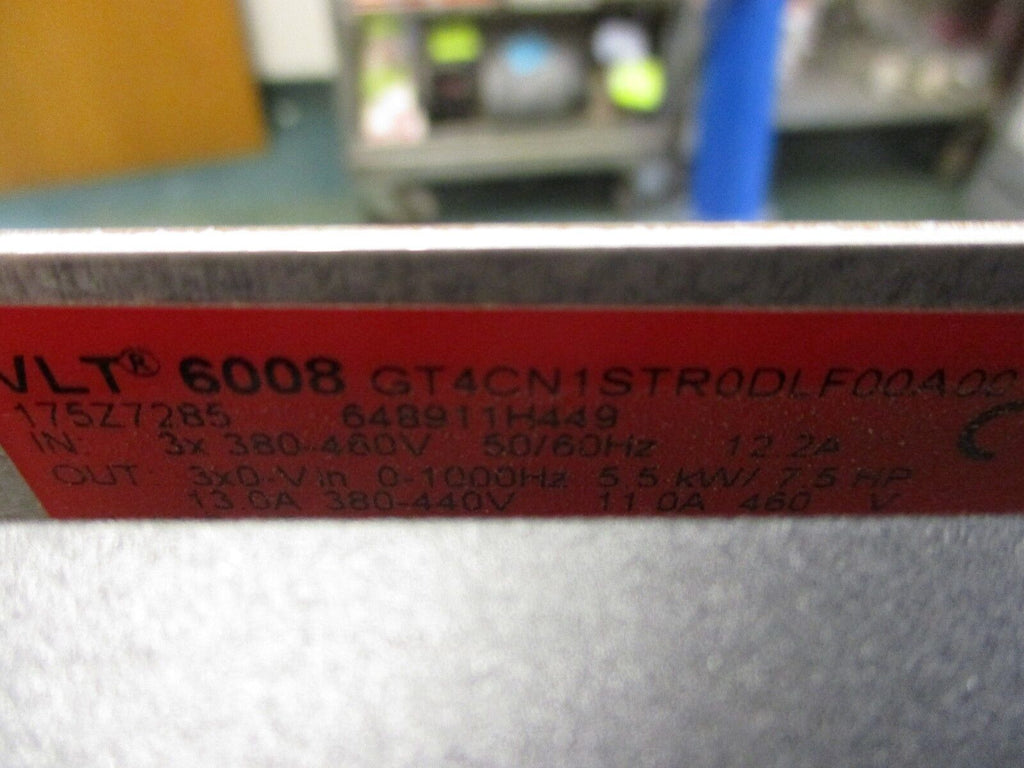 VLT® 6008 GT4CN1STR0DLF00A00
175Z7285 648911H449
IN: 3x 380-460V 50/60Hz 12.2A
OUT: 3x0-Vin 0-1000Hz 5.5 kW/ 7.5 HP
13.0A 380-440V 11.0A 460 V